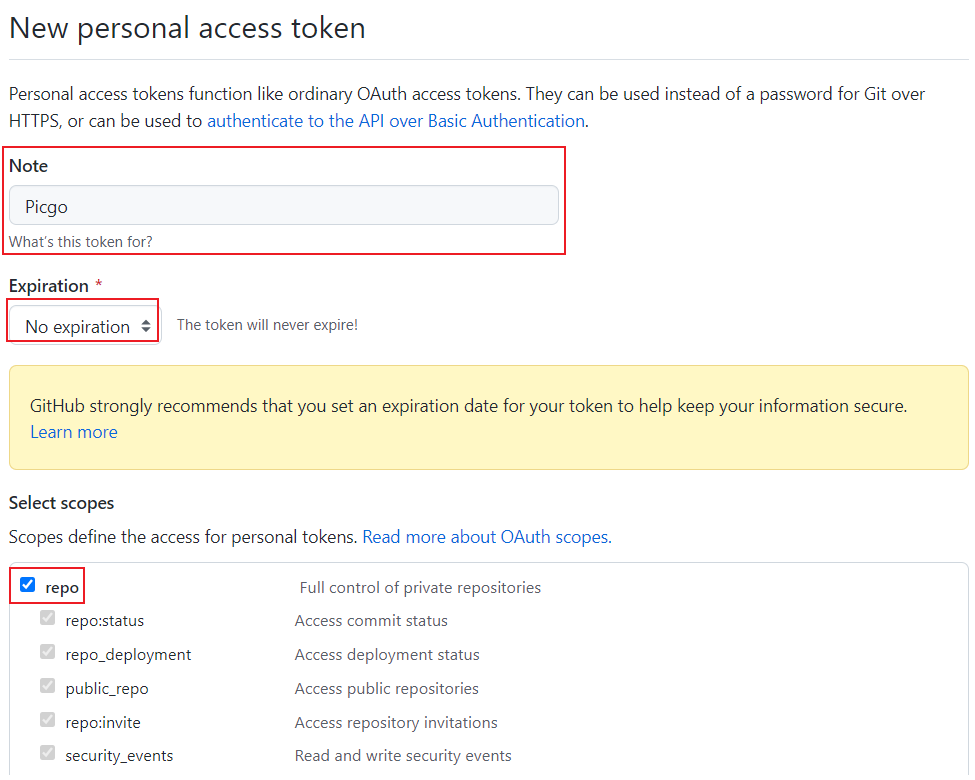 New personal access token
Personal access tokens function like ordinary OAuth access tokens. They can be used instead of a password for Git over
HTTPS, or can be used to authenticate to the API over Basic Authentication.
Note
Picgo
What's this token for?
Expiration *
No expiration The token will never expire!
GitHub strongly recommends that you set an expiration date for your token to help keep your information secure.
Learn more
Select scopes
Scopes define the access for personal tokens. Read more about OAuth scopes.
repo Full control of private repositories
repo:status Access commit status
repo_deployment Access deployment status
public_repo Access public repositories
repo:invite Access repository invitations
security_events Read and write security events